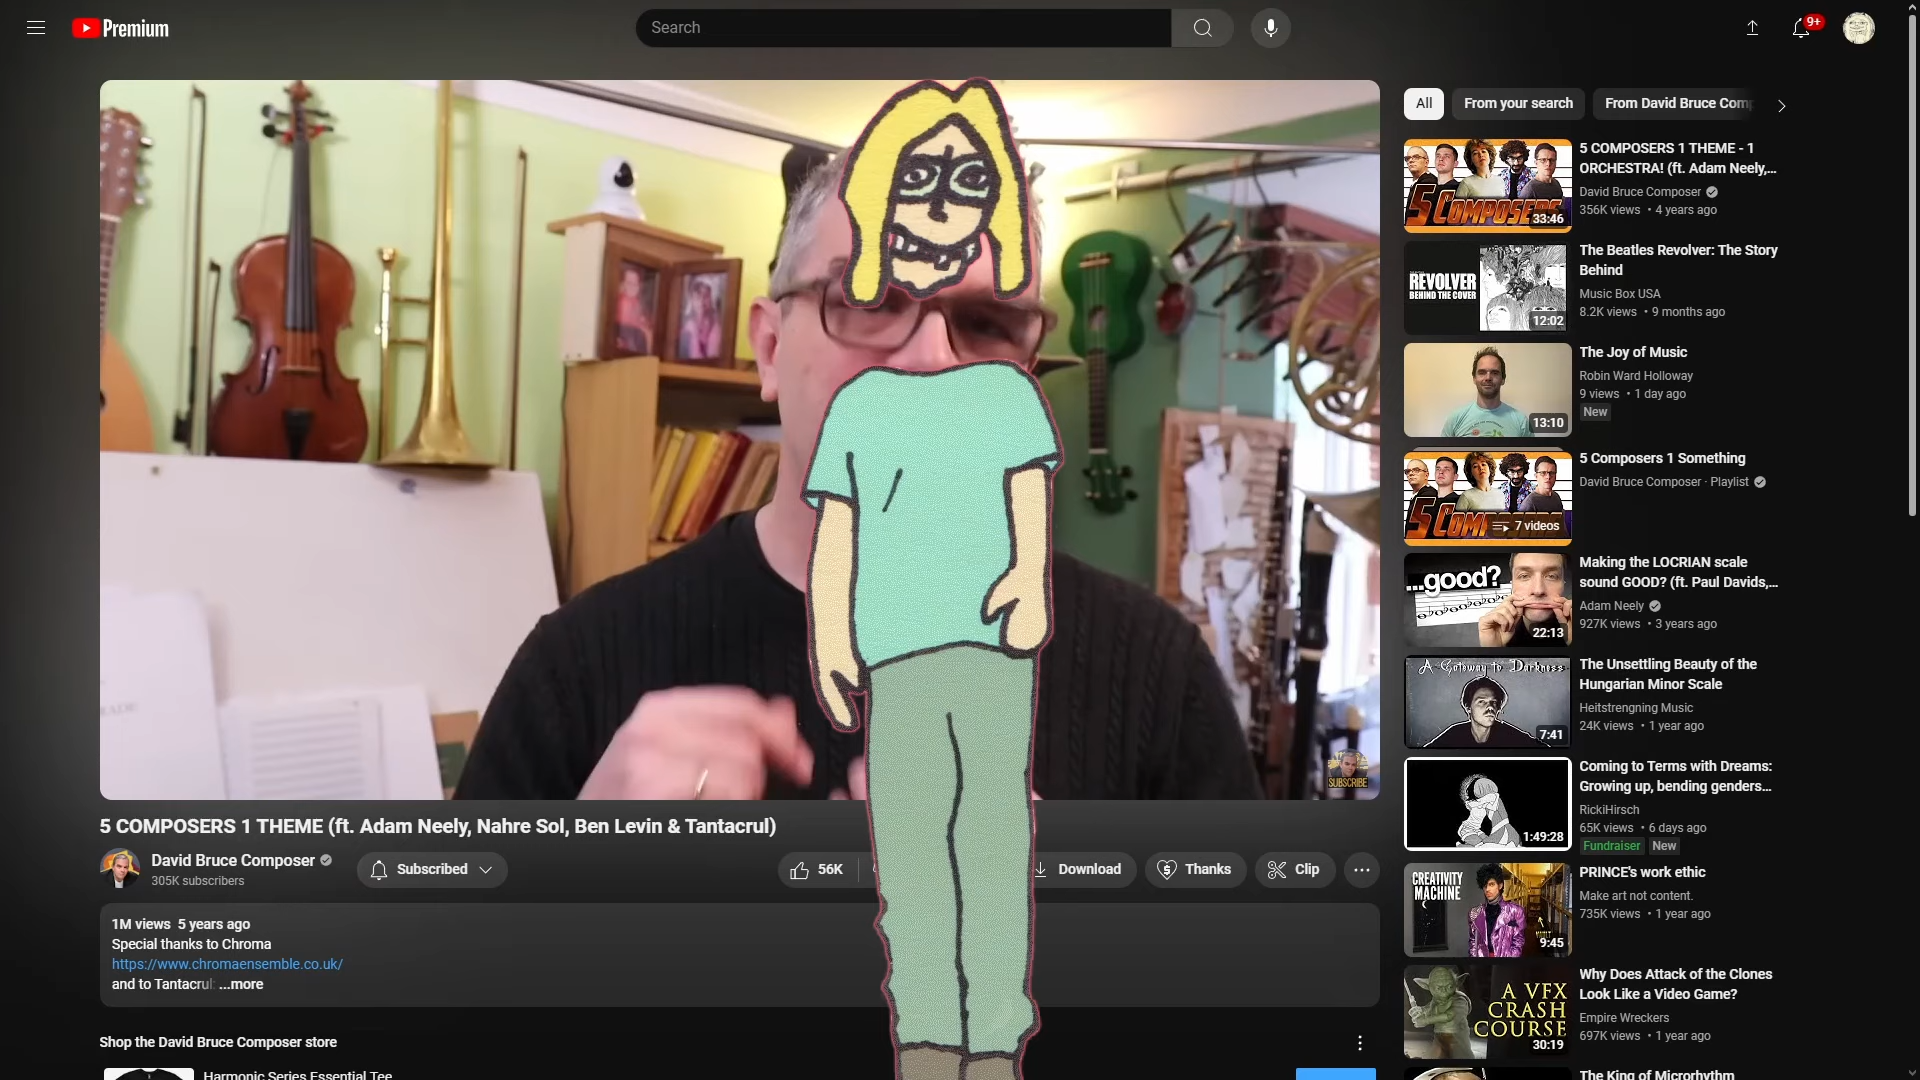 Premium
Search
9+
All
From your search
From David Bruce Comp
5 COMPOSERS
33:46
5 COMPOSERS 1 THEME - 1
ORCHESTRA! (ft. Adam Neely,...
David Bruce Composer
356K views • 4 years ago
REVOLVER
BEHIND THE COVER
12:02
The Beatles Revolver: The Story
Behind
Music Box USA
8.2K views • 9 months ago
13:10
The Joy of Music
Robin Ward Holloway
9 views • 1 day ago
New
5 COM
7 videos
5 Composers 1 Something
David Bruce Composer · Playlist
...good?
22:13
Making the LOCRIAN scale
sound GOOD? (ft. Paul Davids,...
Adam Neely
927K views • 3 years ago
A Gateway to Darkness
7:41
The Unsettling Beauty of the
Hungarian Minor Scale
Heitstrengning Music
24K views • 1 year ago
1:49:28
Coming to Terms with Dreams:
Growing up, bending genders...
RickiHirsch
65K views • 6 days ago
Fundraiser New
CREATIVITY
MACHINE
9:45
PRINCE's work ethic
Make art not content.
735K views • 1 year ago
A VFX
CRASH
COURSE
30:19
Why Does Attack of the Clones
Look Like a Video Game?
Empire Wreckers
697K views • 1 year ago
The King of Microrhythm
SUBSCRIBE
5 COMPOSERS 1 THEME (ft. Adam Neely, Nahre Sol, Ben Levin & Tantacrul)
David Bruce Composer
305K subscribers
Subscribed
56K
Download
Thanks
Clip
1M views 5 years ago
Special thanks to Chroma
https://www.chromaensemble.co.uk/
and to Tantacrul: ...more
Shop the David Bruce Composer store
Harmonic Series Essential Tee